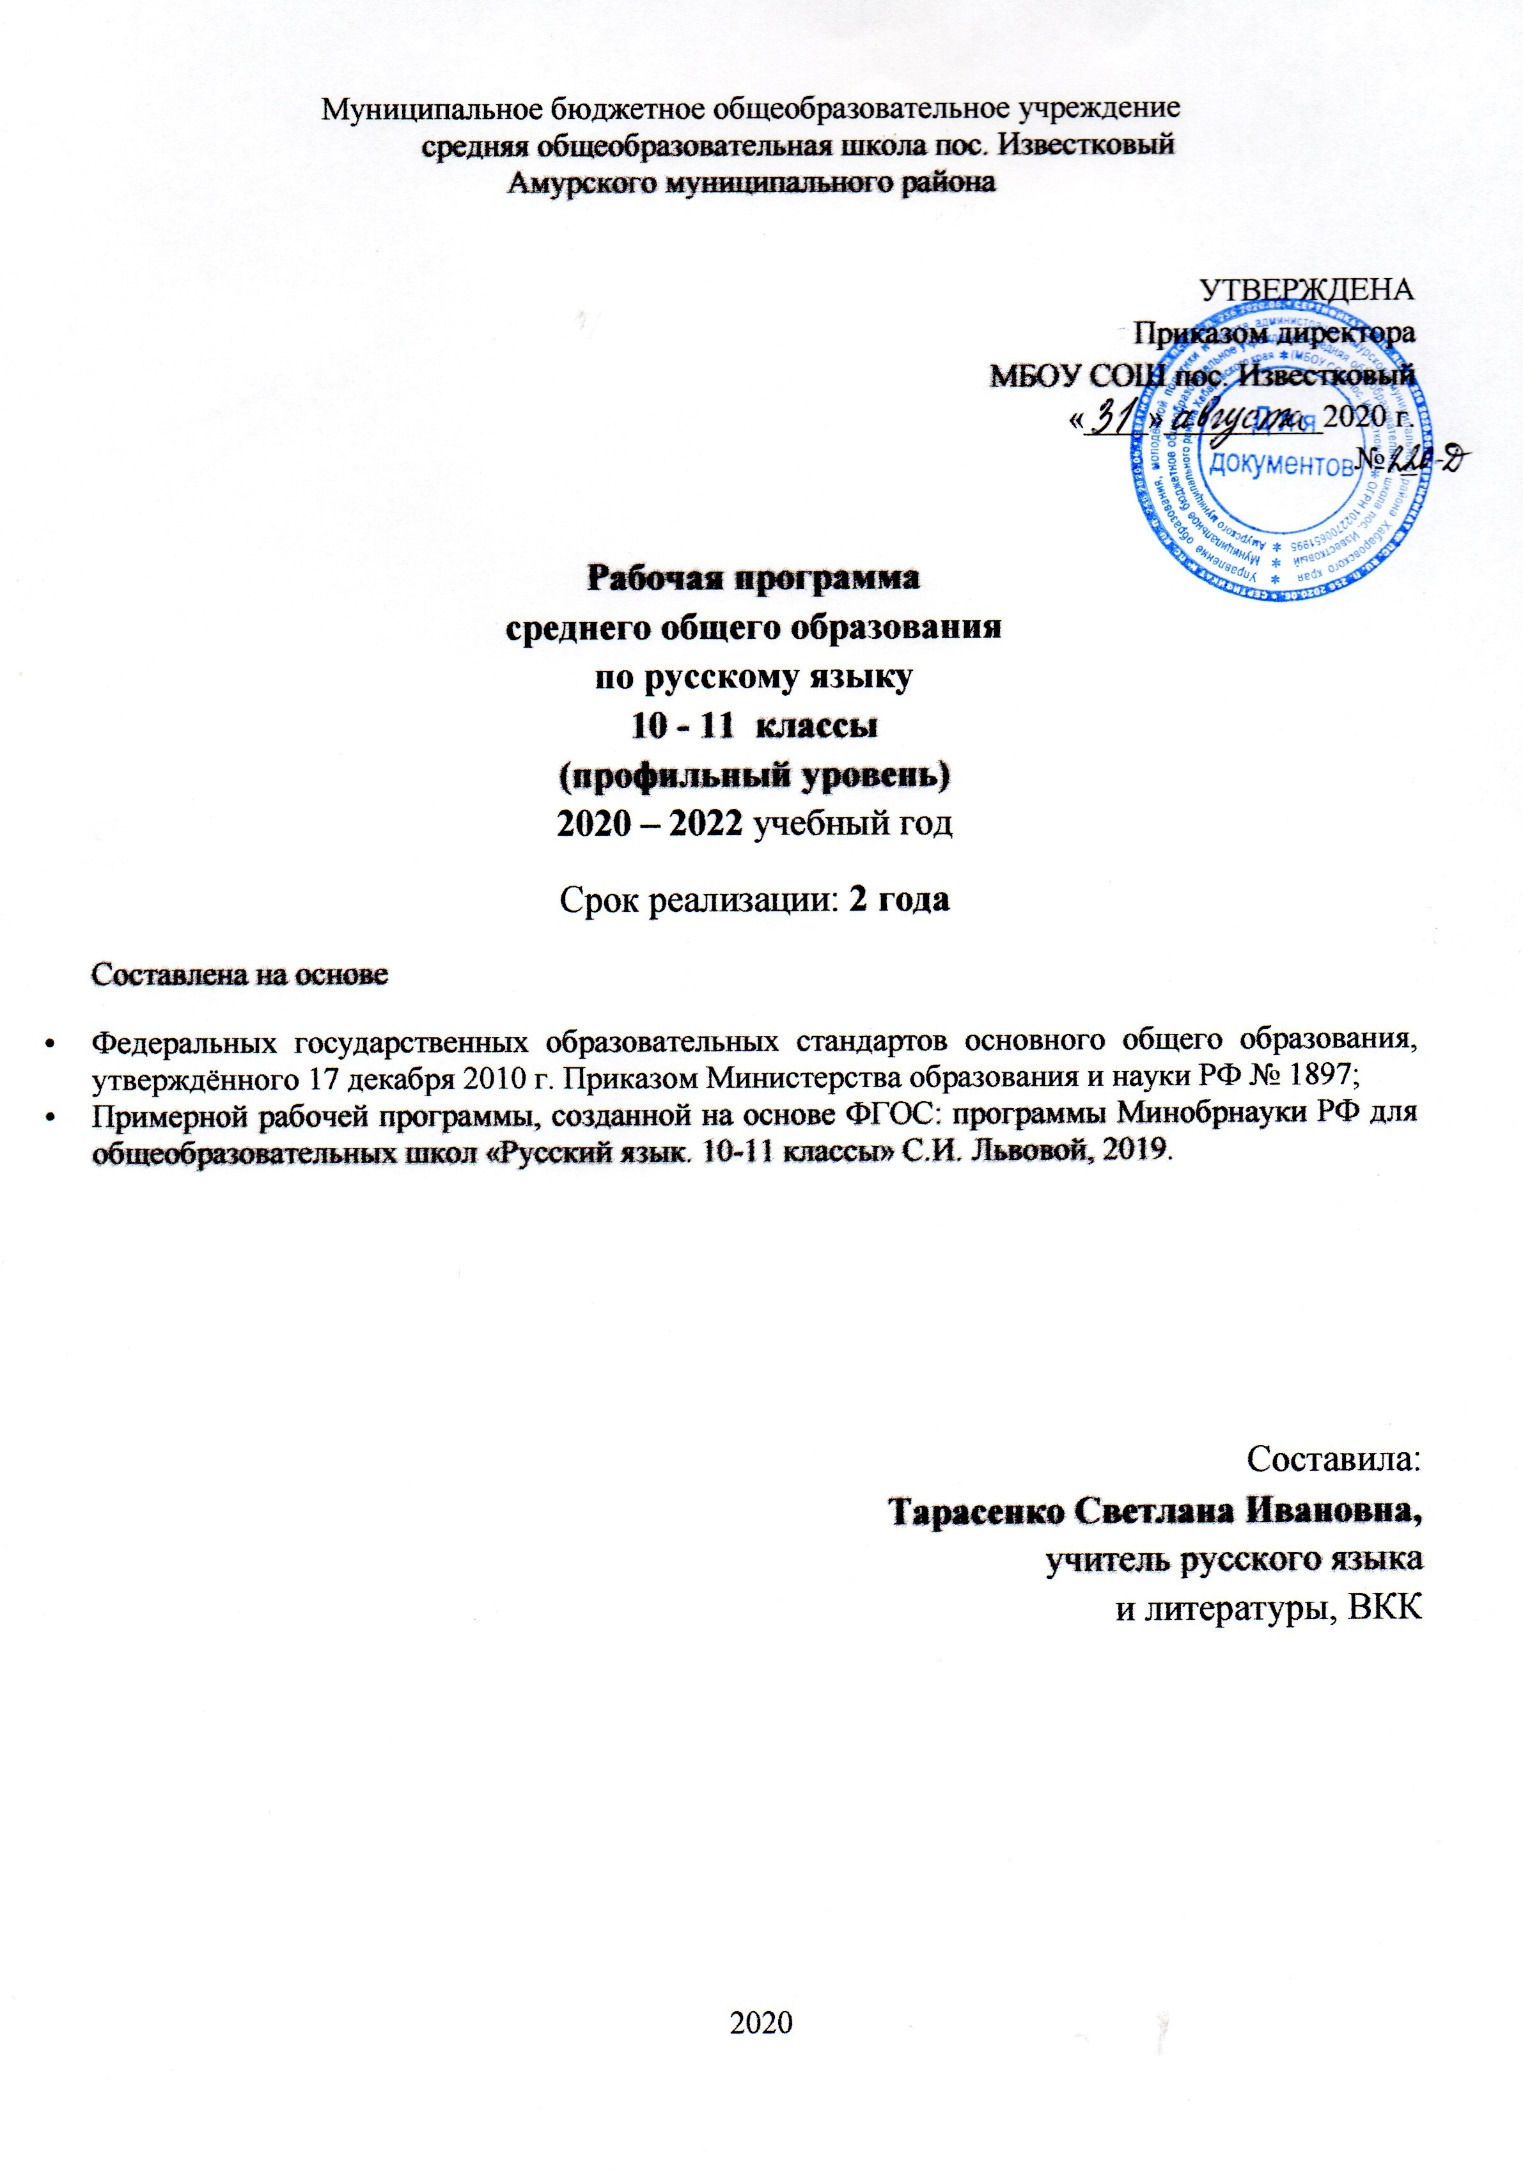 Муниципальное бюджетное общеобразовательное учреждение
средняя общеобразовательная школа пос. Известковый
Амурского муниципального района
УТВЕРЖДЕНА
Приказом директора
МБОУ СОШ пос. Известковый
«31» августа 2020 г.
№ -Д
Для
документов
Рабочая программа
среднего общего образования
по русскому языку
10 - 11 классы
(профильный уровень)
2020 – 2022 учебный год
Срок реализации: 2 года
Составлена на основе
• Федеральных государственных образовательных стандартов основного общего образования,
утверждённого 17 декабря 2010 г. Приказом Министерства образования и науки РФ № 1897;
• Примерной рабочей программы, созданной на основе ФГОС: программы Минобрнауки РФ для
общеобразовательных школ «Русский язык. 10-11 классы» С.И. Львовой, 2019.
Составила:
Тарасенко Светлана Ивановна,
учитель русского языка
и литературы, ВКК
2020